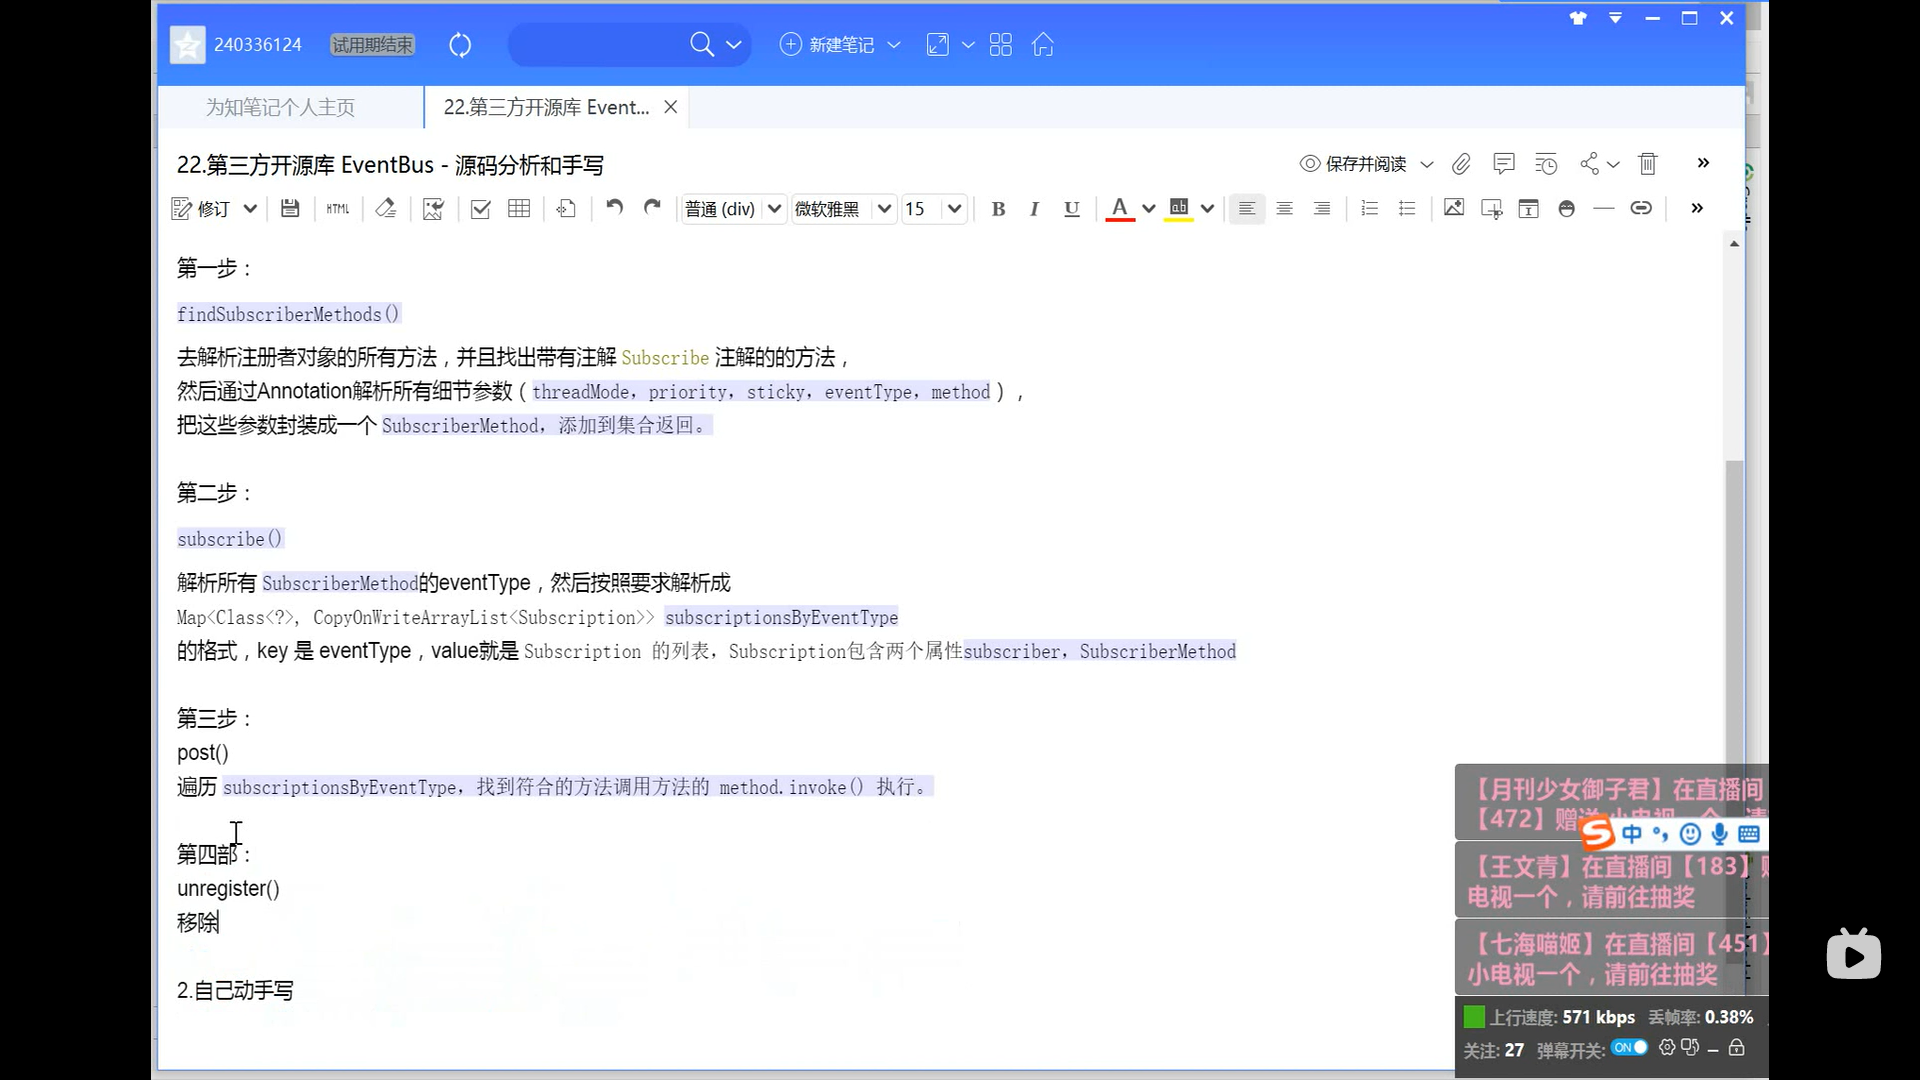 240336124 试用期结束 新建笔记
为知笔记个人主页 22.第三方开源库 Event...
22.第三方开源库 EventBus - 源码分析和手写 保存并阅读
修订 HTML 普通 (div) 微软雅黑 15 B I U A ab
第一步：
findSubscriberMethods()
去解析注册者对象的所有方法，并且找出带有注解 Subscribe 注解的的方法，
然后通过Annotation解析所有细节参数（threadMode, priority, sticky, eventType, method），
把这些参数封装成一个 SubscriberMethod, 添加到集合返回。
第二步：
subscribe()
解析所有 SubscriberMethod的eventType，然后按照要求解析成
Map<Class<?>, CopyOnWriteArrayList<Subscription>> subscriptionsByEventType
的格式，key 是 eventType，value就是 Subscription 的列表, Subscription包含两个属性subscriber, SubscriberMethod
第三步：
post()
遍历 subscriptionsByEventType, 找到符合的方法调用方法的 method.invoke() 执行。
第四部：
unregister()
移除
2.自己动手写
【月刊少女御子君】在直播间
【472】赠送
中
【王文青】在直播间【183】
电视一个，请前往抽奖
【七海喵姬】在直播间【451】
小电视一个，请前往抽奖
上行速度: 571 kbps 丢帧率: 0.38%
关注: 27 弹幕开关: ON